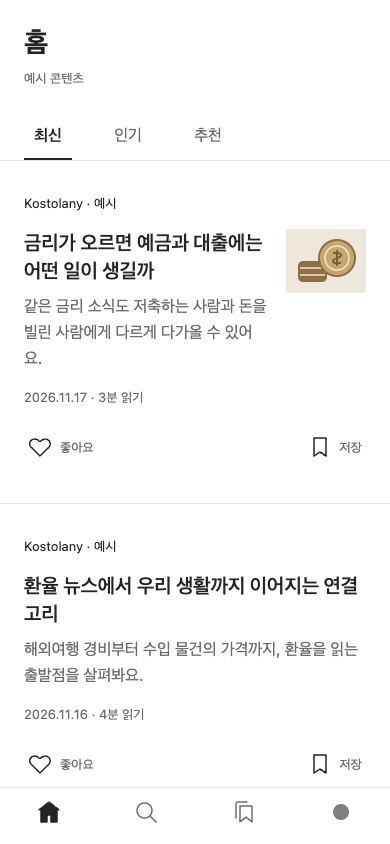 홈
예시 콘텐츠
최신 인기 추천
Kostolany · 예시
금리가 오르면 예금과 대출에는
어떤 일이 생길까
같은 금리 소식도 저축하는 사람과 돈을
빌린 사람에게 다르게 다가올 수 있어
요.
2026.11.17 · 3분 읽기
좋아요 저장
Kostolany · 예시
환율 뉴스에서 우리 생활까지 이어지는 연결
고리
해외여행 경비부터 수입 물건의 가격까지, 환율을 읽는
출발점을 살펴봐요.
2026.11.16 · 4분 읽기
좋아요 저장